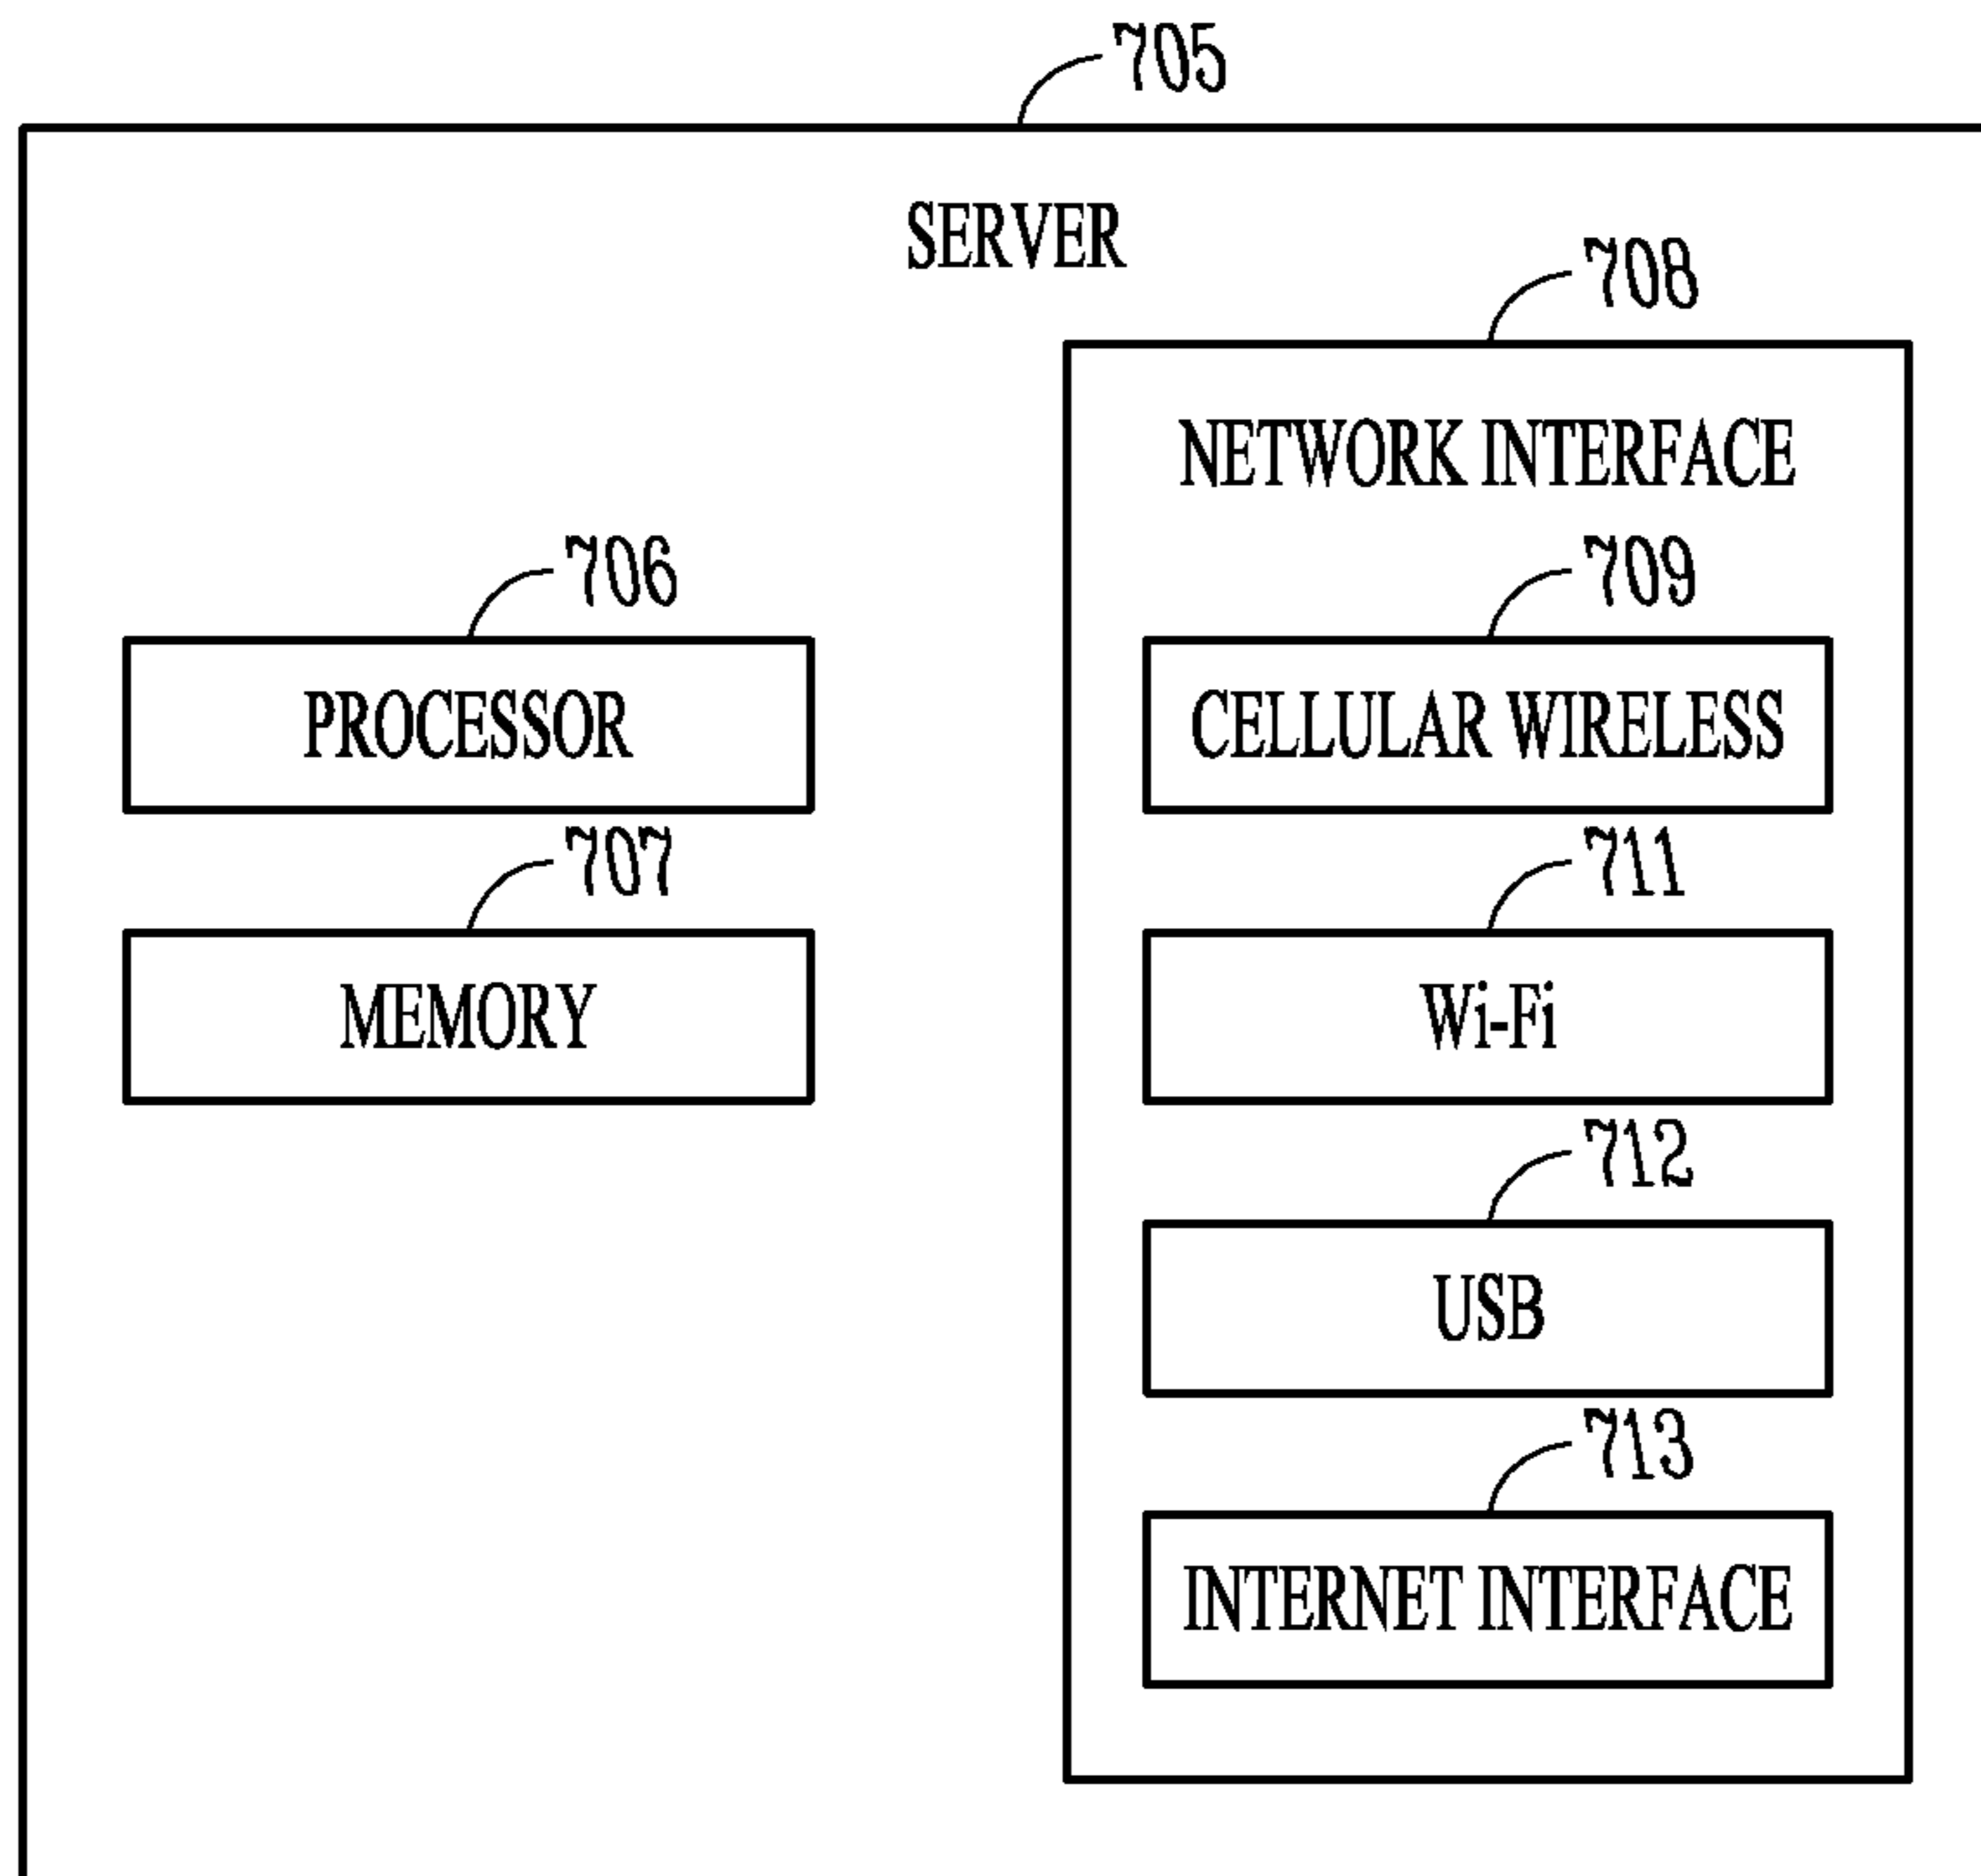 705
SERVER
708
NETWORK INTERFACE
706
PROCESSOR
707
MEMORY
709
CELLULAR WIRELESS
711
Wi-Fi
712
USB
713
INTERNET INTERFACE